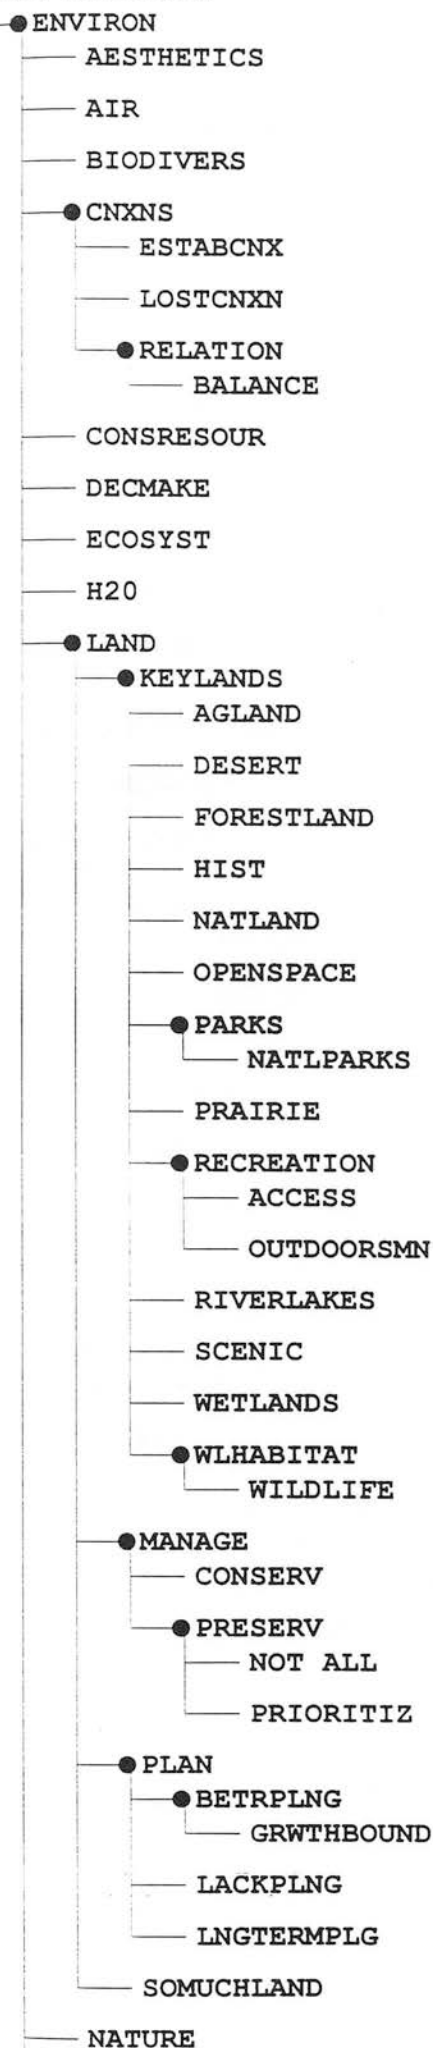 ENVIRON
AESTHETICS
AIR
BIODIVERS
CNXNS
ESTABCNX
LOSTCNXN
RELATION
BALANCE
CONSRESOUR
DECMAKE
ECOSYST
H20
LAND
KEYLANDS
AGLAND
DESERT
FORESTLAND
HIST
NATLAND
OPENSPACE
PARKS
NATLPARKS
PRAIRIE
RECREATION
ACCESS
OUTDOORSMN
RIVERLAKES
SCENIC
WETLANDS
WLHABITAT
WILDLIFE
MANAGE
CONSERV
PRESERV
NOT ALL
PRIORITIZ
PLAN
BETRPLNG
GRWTHBOUND
LACKPLNG
LNGTERMPLG
SOMUCHLAND
NATURE